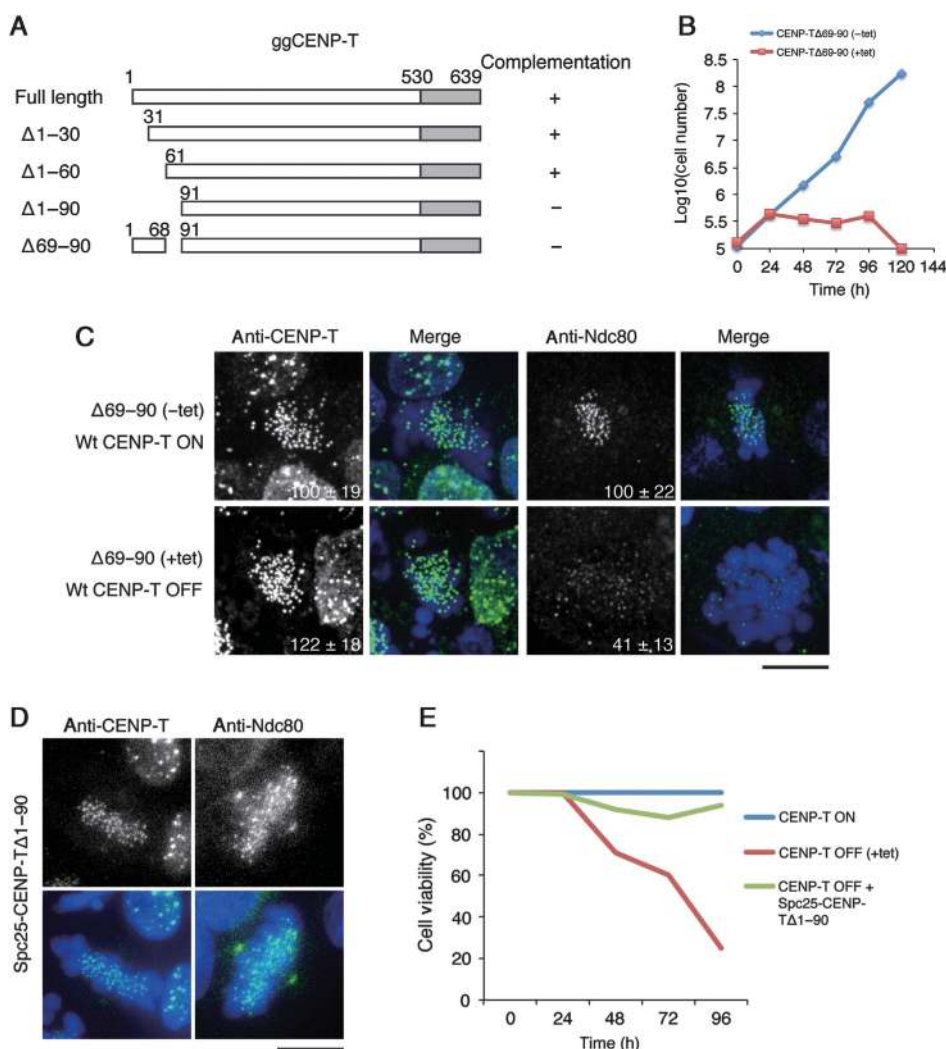 A
ggCENP-T
Complementation
1 530 639
Full length +
31
Δ1–30 +
61
Δ1–60 +
91
Δ1–90 –
1 68 91
Δ69–90 –
B
CENP-TΔ69-90 (−tet)
CENP-TΔ69-90 (+tet)
Log10(cell number)
8.5
8
7.5
7
6.5
6
5.5
5
0 24 48 72 96 120 144
Time (h)
C
Anti-CENP-T Merge Anti-Ndc80 Merge
Δ69–90 (−tet)
Wt CENP-T ON
100 ± 19 100 ± 22
Δ69–90 (+tet)
Wt CENP-T OFF
122 ± 18 41 ± 13
D
Anti-CENP-T Anti-Ndc80
Spc25-CENP-TΔ1–90
E
Cell viability (%)
120
100
80
60
40
20
0
0 24 48 72 96
Time (h)
CENP-T ON
CENP-T OFF (+tet)
CENP-T OFF +
Spc25-CENP-
TΔ1–90